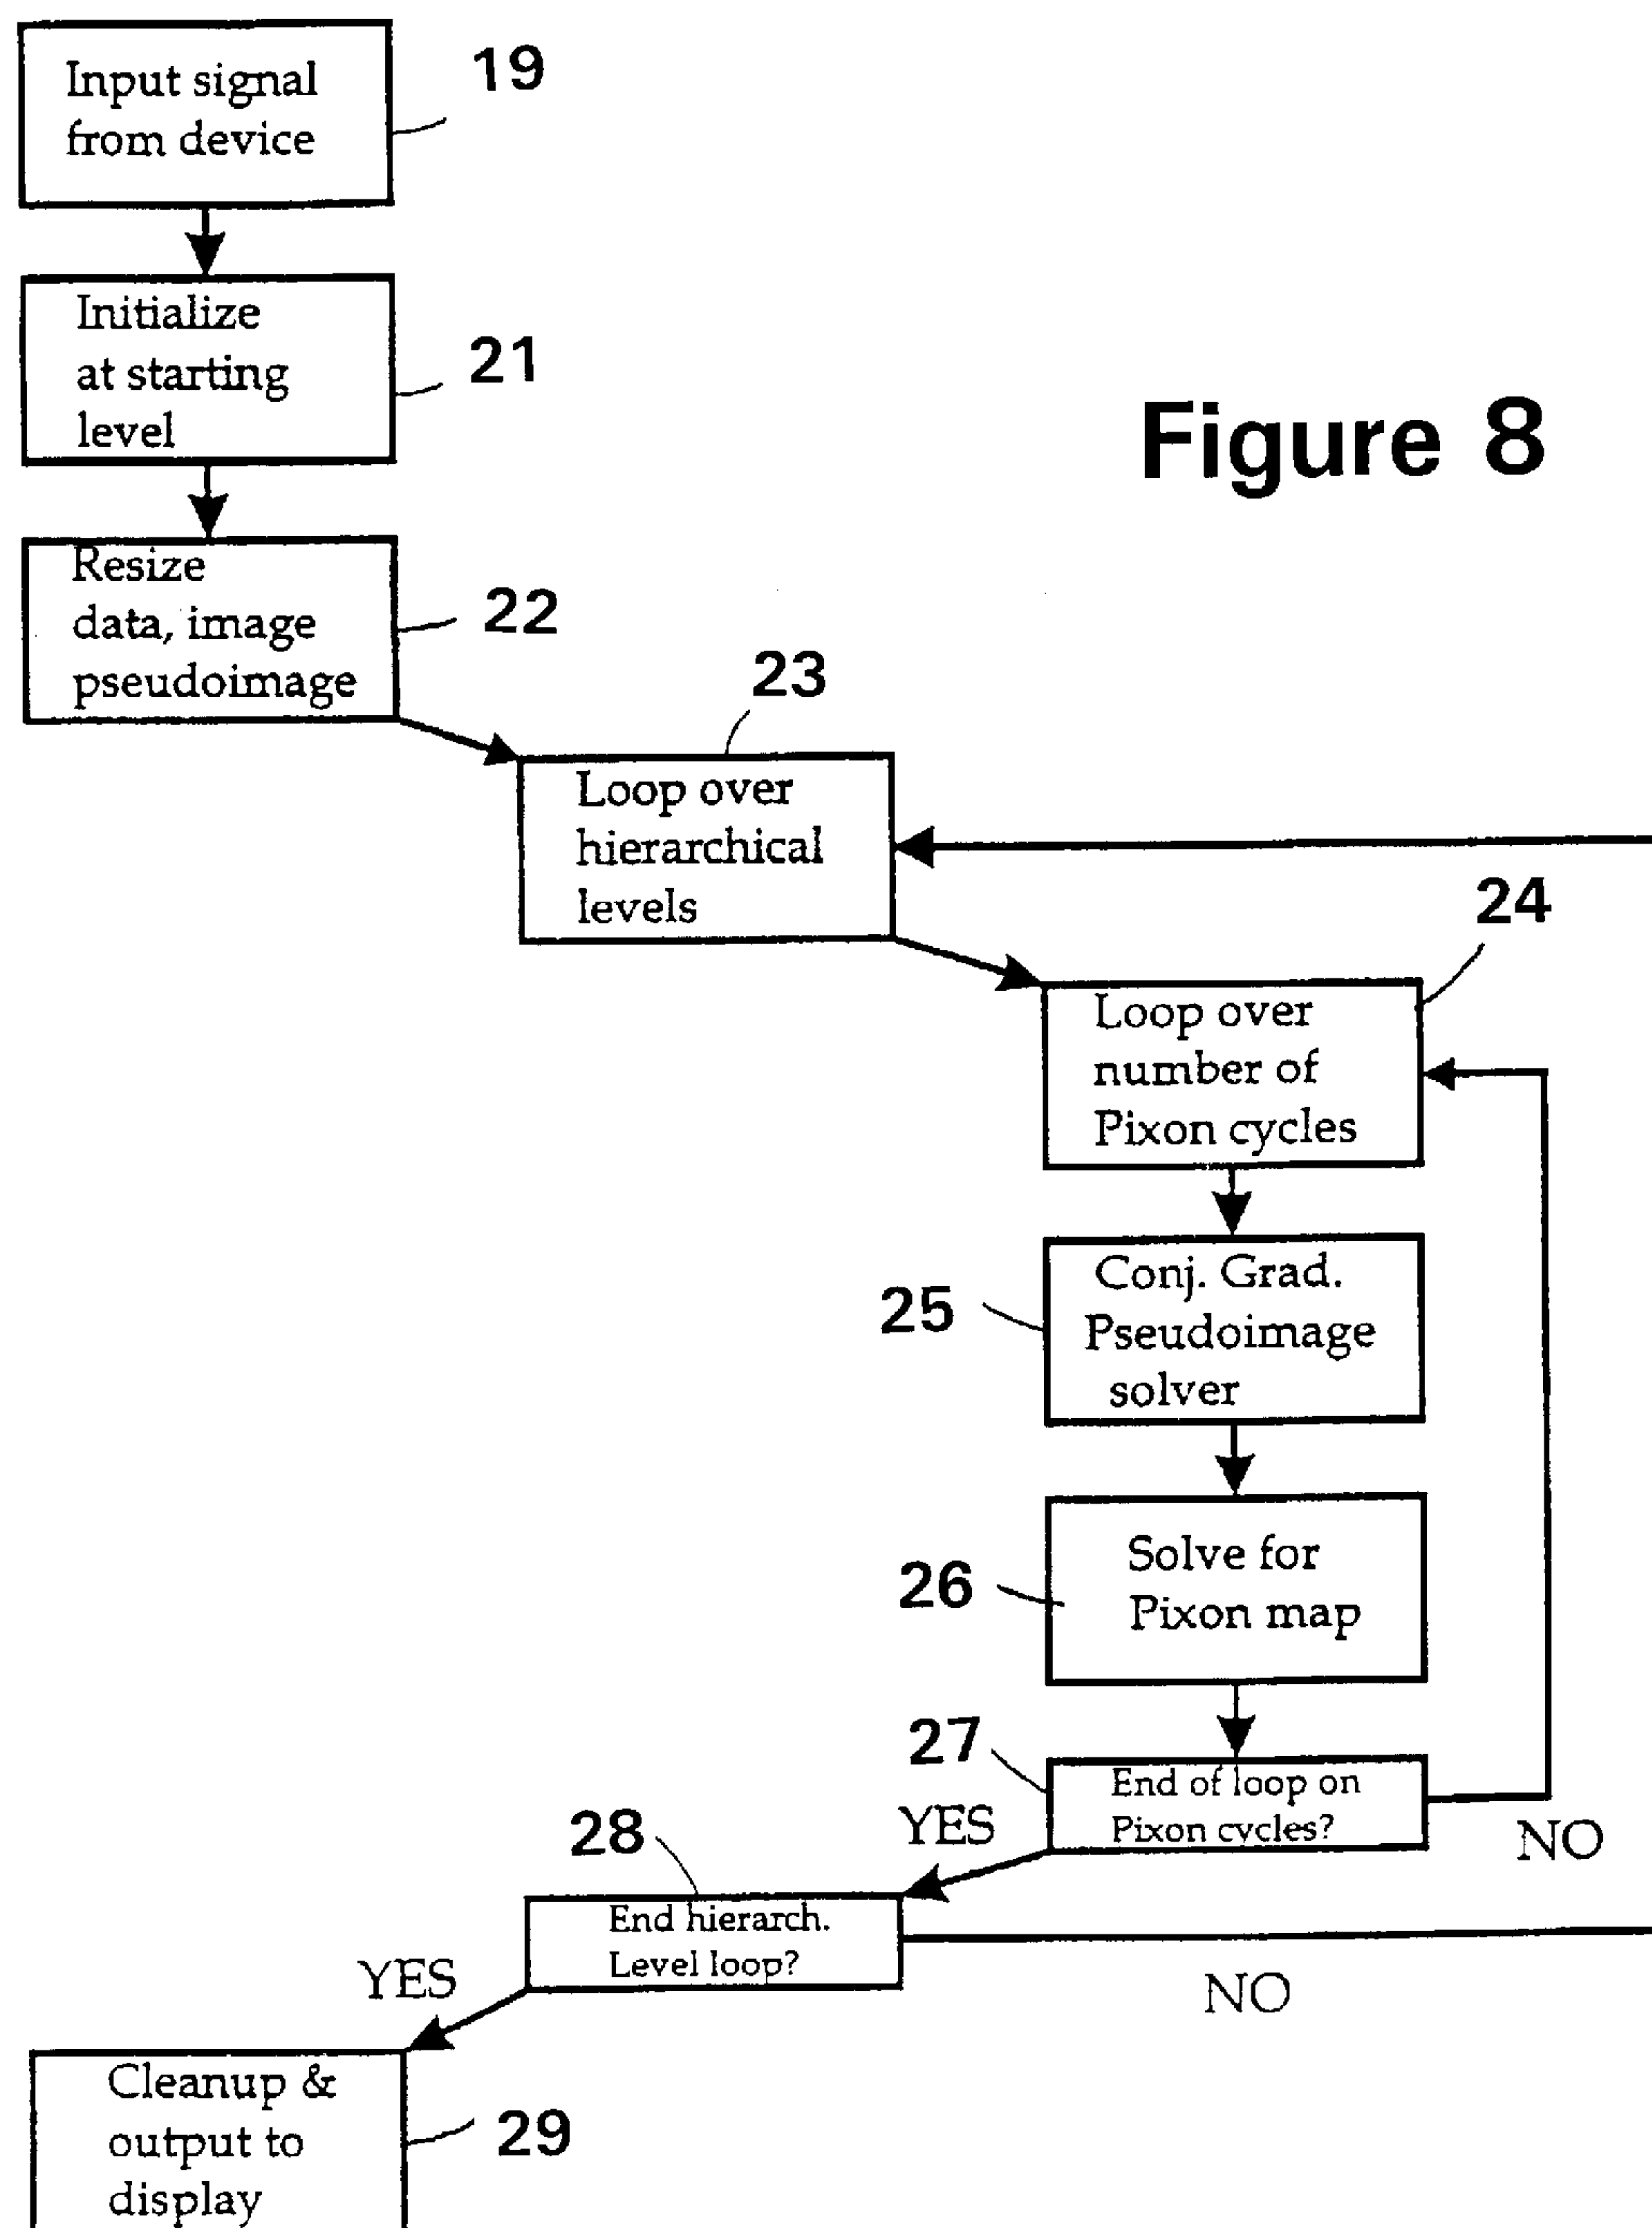 Input signal
from device
19
Initialize
at starting
level
21
Figure 8
Resize
data, image
pseudoimage
22
23
Loop over
hierarchical
levels
24
Loop over
number of
Pixon cycles
25
Conj. Grad.
Pseudoimage
solver
26
Solve for
Pixon map
27
End of loop on
Pixon cycles?
YES
NO
28
End hierarch.
Level loop?
YES
NO
Cleanup &
output to
display
29